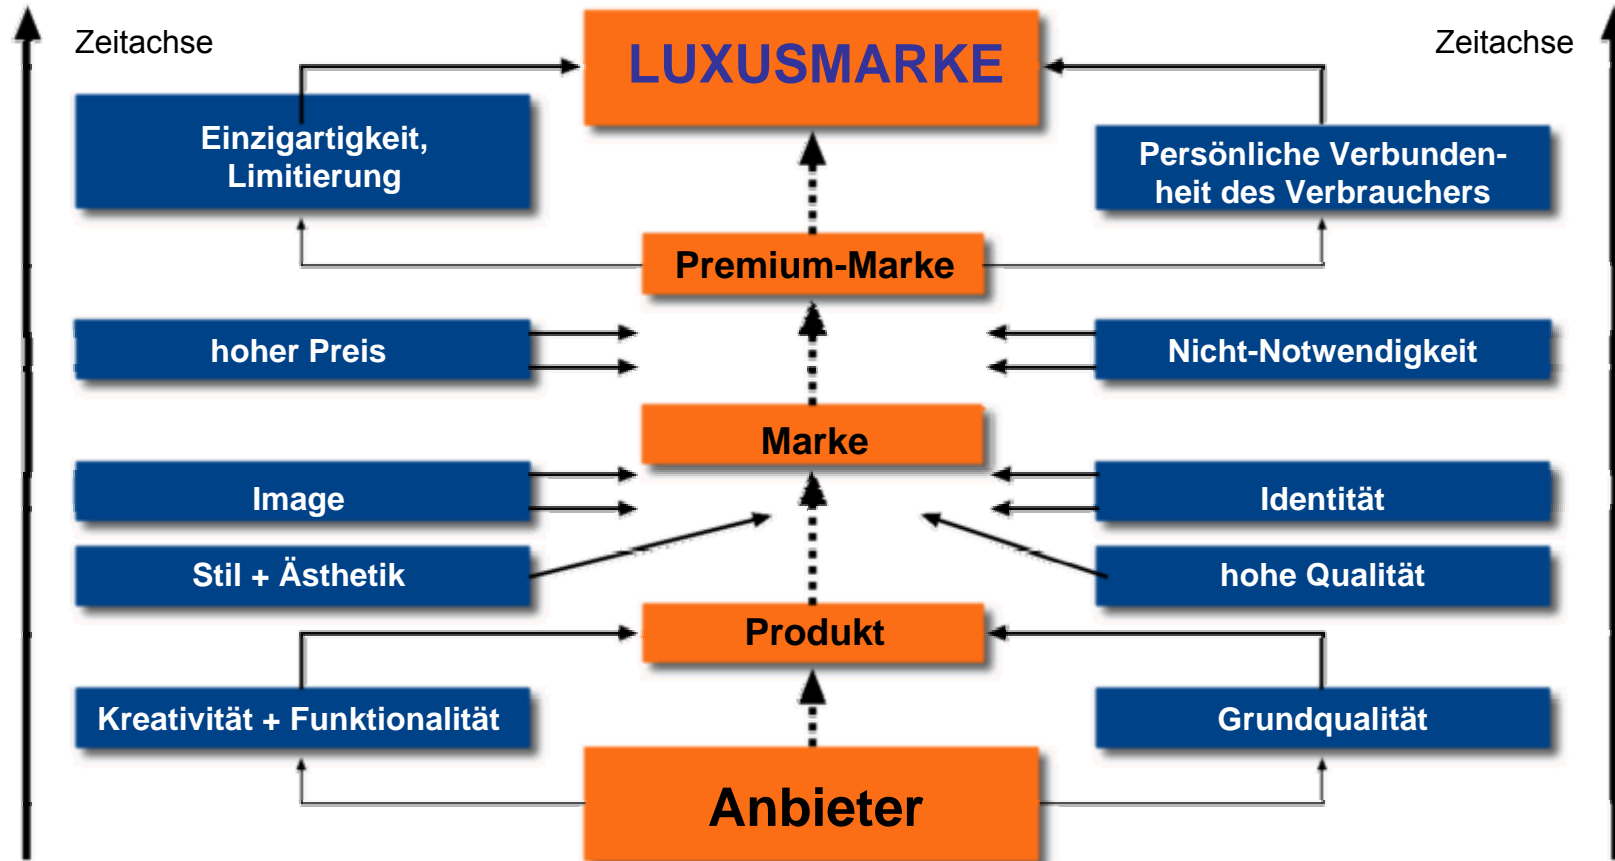 Zeitachse
LUXUSMARKE
Zeitachse
Einzigartigkeit,
Limitierung
Persönliche Verbunden-
heit des Verbrauchers
Premium-Marke
hoher Preis
Nicht-Notwendigkeit
Marke
Image
Identität
Stil + Ästhetik
hohe Qualität
Produkt
Kreativität + Funktionalität
Grundqualität
Anbieter